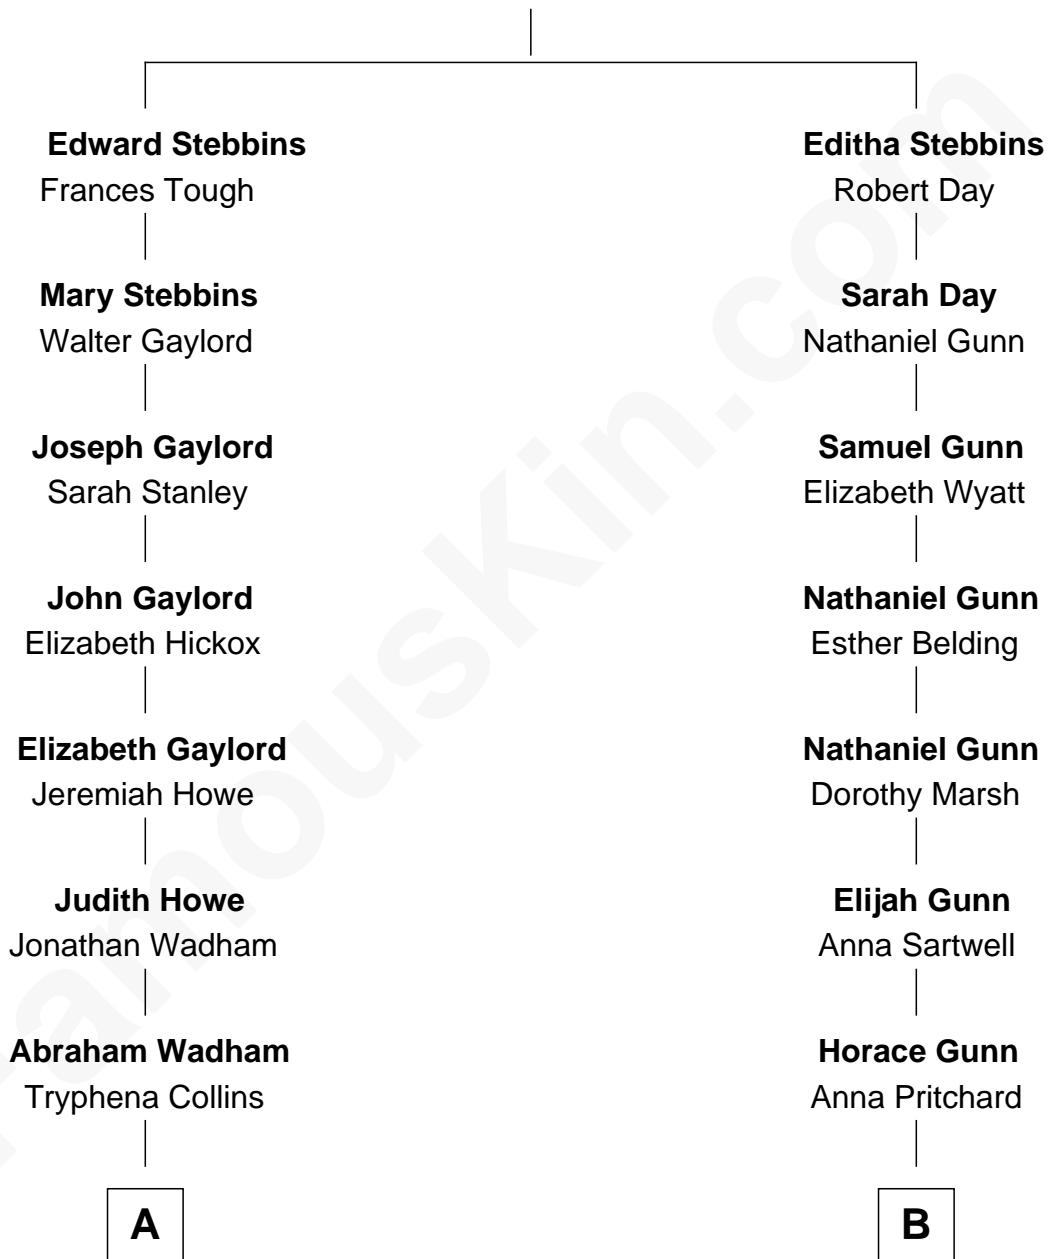 Edward Stebbins
Frances Tough
Mary Stebbins
Walter Gaylord
Joseph Gaylord
Sarah Stanley
John Gaylord
Elizabeth Hickox
Elizabeth Gaylord
Jeremiah Howe
Judith Howe
Jonathan Wadham
Abraham Wadham
Tryphena Collins
A
Editha Stebbins
Robert Day
Sarah Day
Nathaniel Gunn
Samuel Gunn
Elizabeth Wyatt
Nathaniel Gunn
Esther Belding
Nathaniel Gunn
Dorothy Marsh
Elijah Gunn
Anna Sartwell
Horace Gunn
Anna Pritchard
B
FamousKin.com